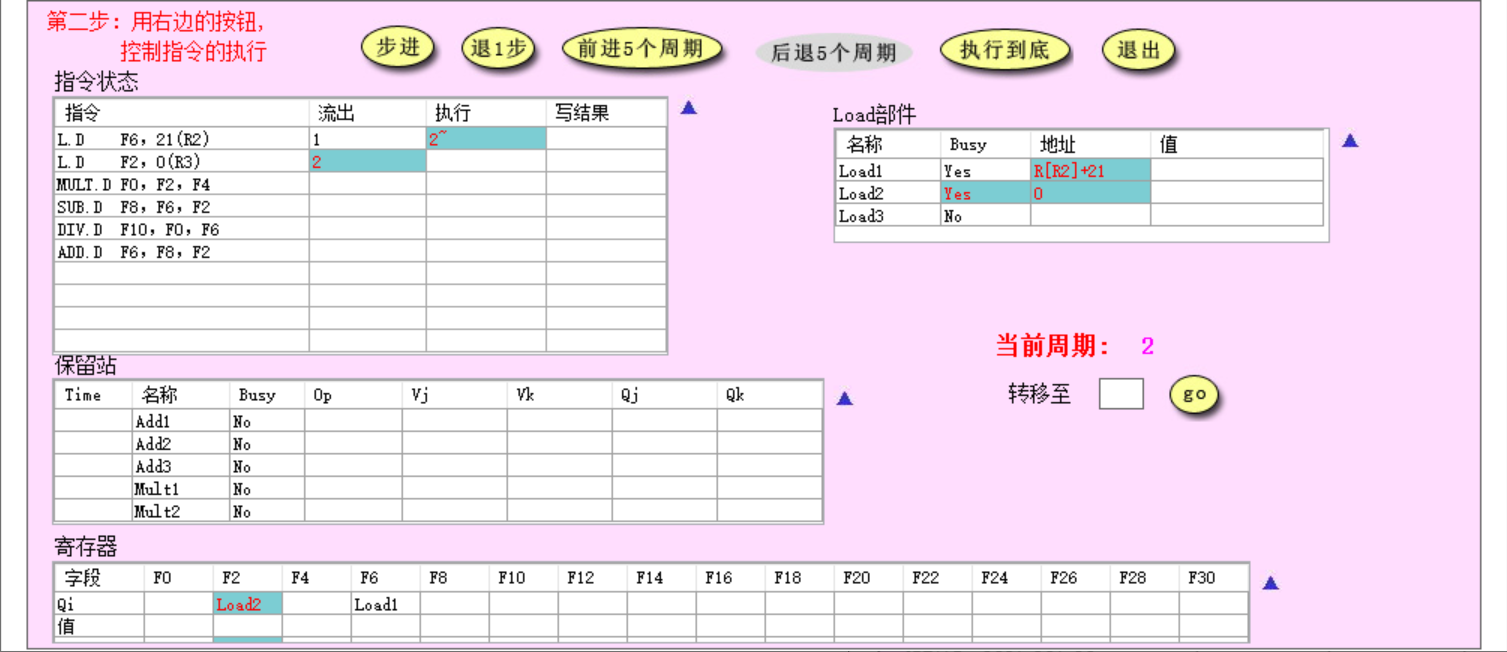 第二步：用右边的按钮,
控制指令的执行
步进 退1步 前进5个周期 后退5个周期 执行到底 退出
指令状态
指令 流出 执行 写结果
L.D F6，21(R2) 1 2~
L.D F2，0(R3) 2
MULT.D F0，F2，F4
SUB.D F8，F6，F2
DIV.D F10，F0，F6
ADD.D F6，F8，F2
Load部件
名称 Busy 地址 值
Load1 Yes R[R2]+21
Load2 Yes 0
Load3 No
当前周期： 2
转移至 go
保留站
Time 名称 Busy Op Vj Vk Qj Qk
Add1 No
Add2 No
Add3 No
Mult1 No
Mult2 No
寄存器
字段 F0 F2 F4 F6 F8 F10 F12 F14 F16 F18 F20 F22 F24 F26 F28 F30
Qi Load2 Load1
值